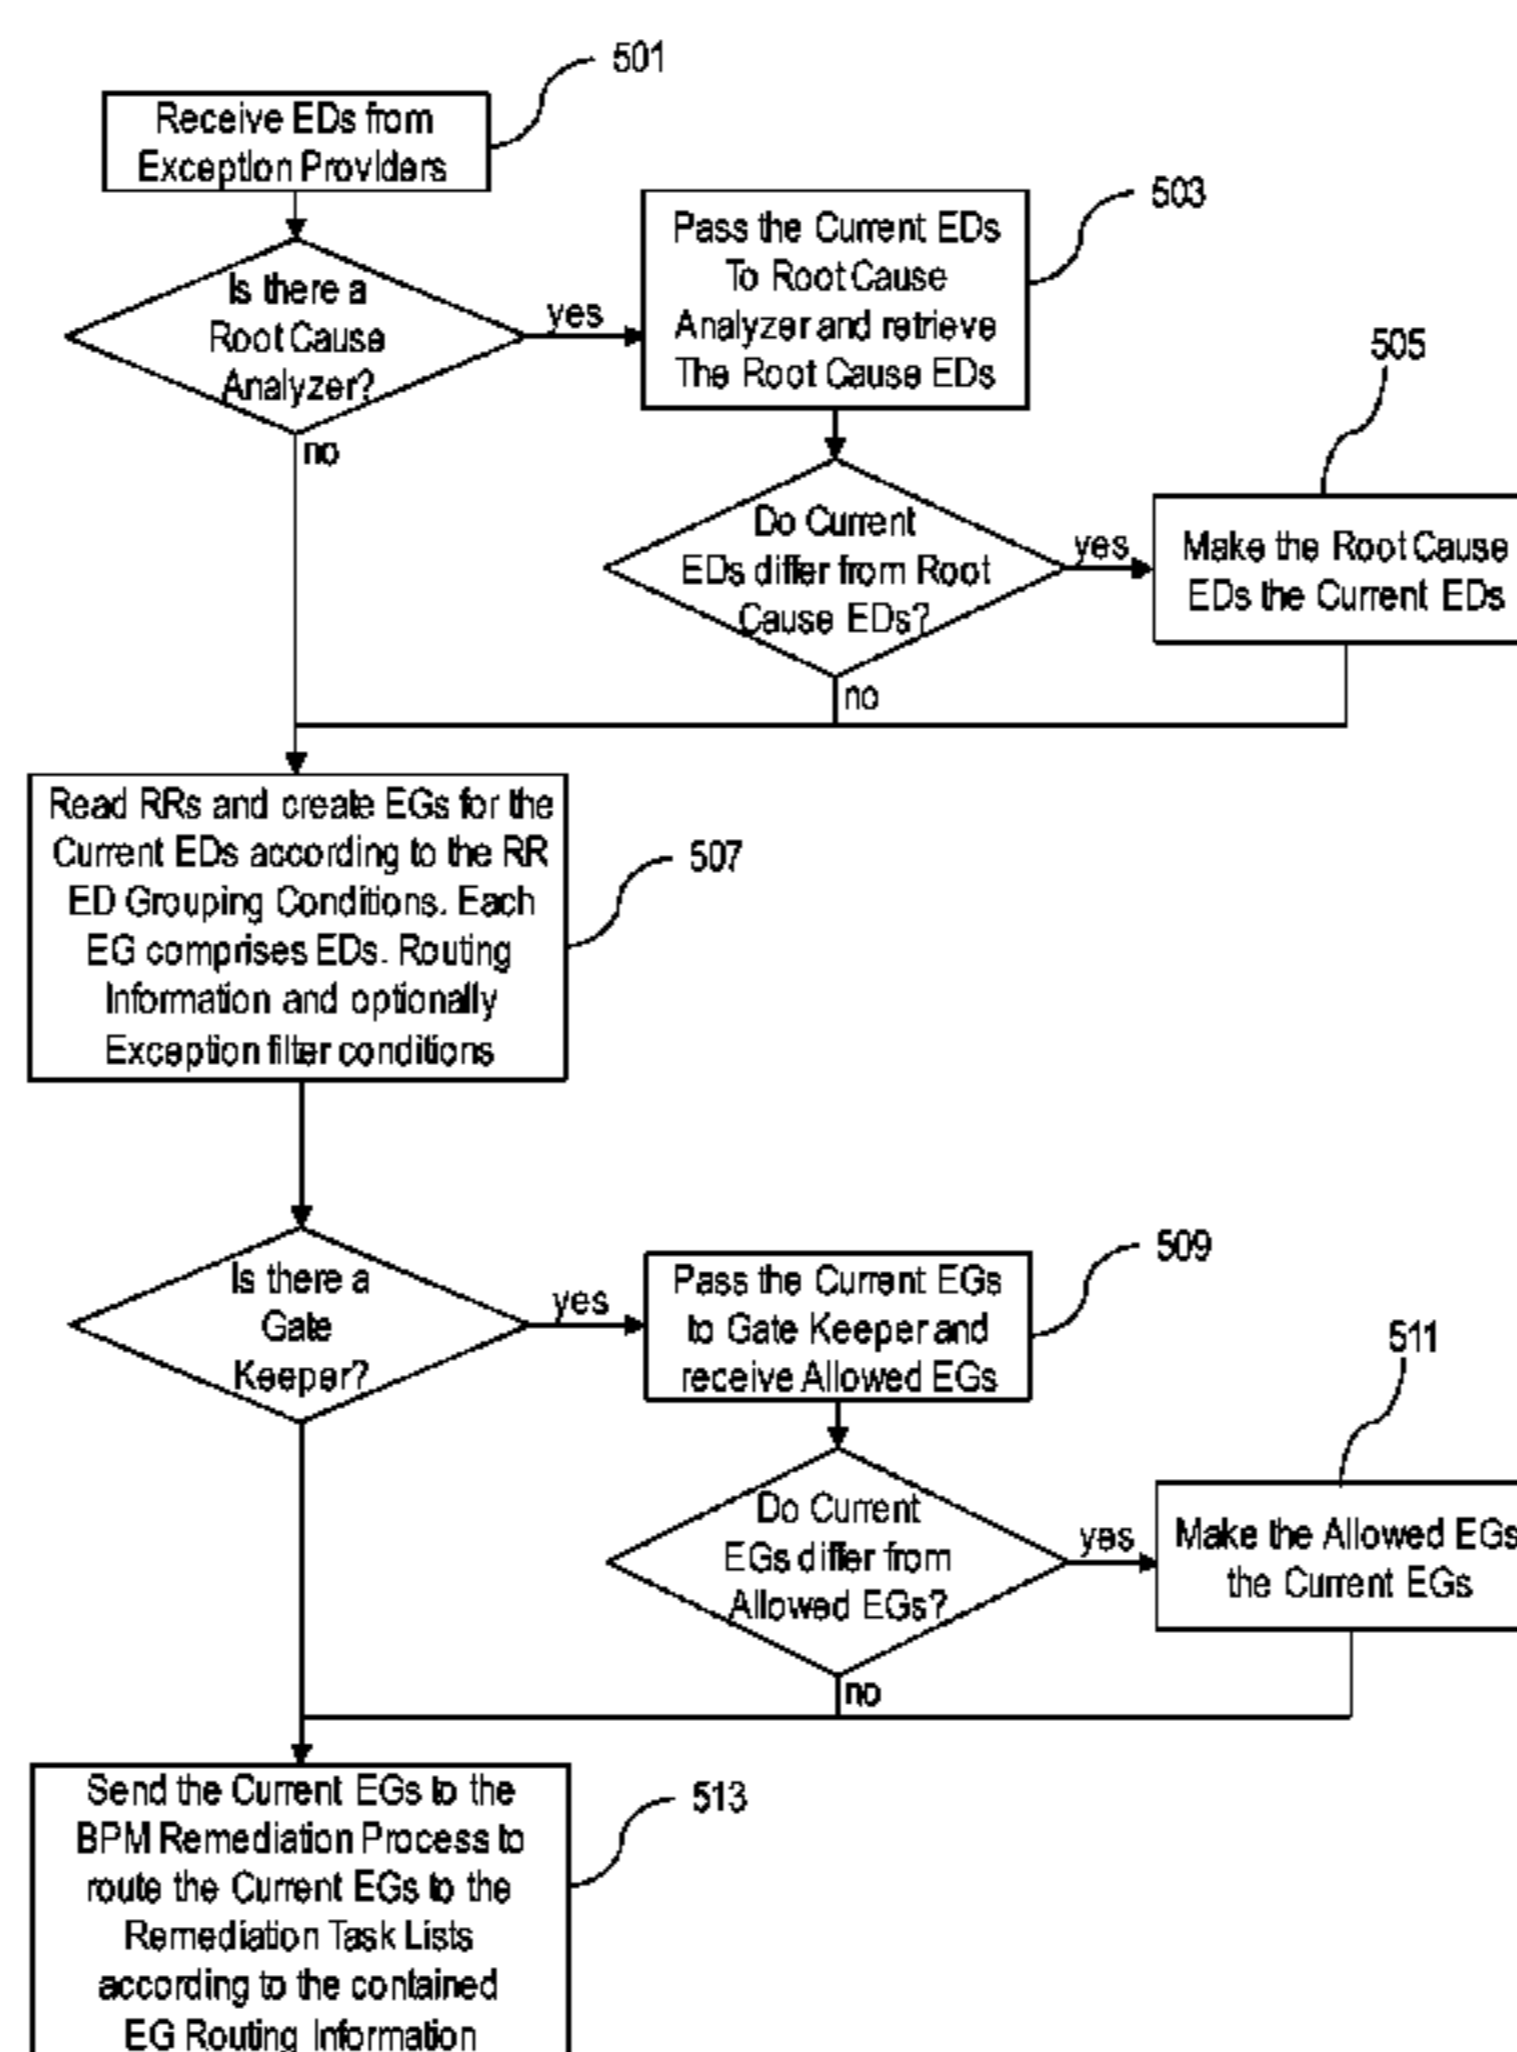 501
Receive EDs from
Exception Providers
503
Pass the Current EDs
To Root Cause
Analyzer and retrieve
The Root Cause EDs
Is there a
Root Cause
Analyzer?
yes
no
505
Do Current
EDs differ from Root
Cause EDs?
yes
no
Make the Root Cause
EDs the Current EDs
Read RRs and create EGs for the
Current EDs according to the RR
ED Grouping Conditions. Each
EG comprises EDs. Routing
Information and optionally
Exception filter conditions
507
Is there a
Gate
Keeper?
yes
Pass the Current EGs
to Gate Keeper and
receive Allowed EGs
509
511
Do Current
EGs differ from
Allowed EGs?
yes
no
Make the Allowed EGs
the Current EGs
Send the Current EGs to the
BPM Remediation Process to
route the Current EGs to the
Remediation Task Lists
according to the contained
EG Routing Information
513